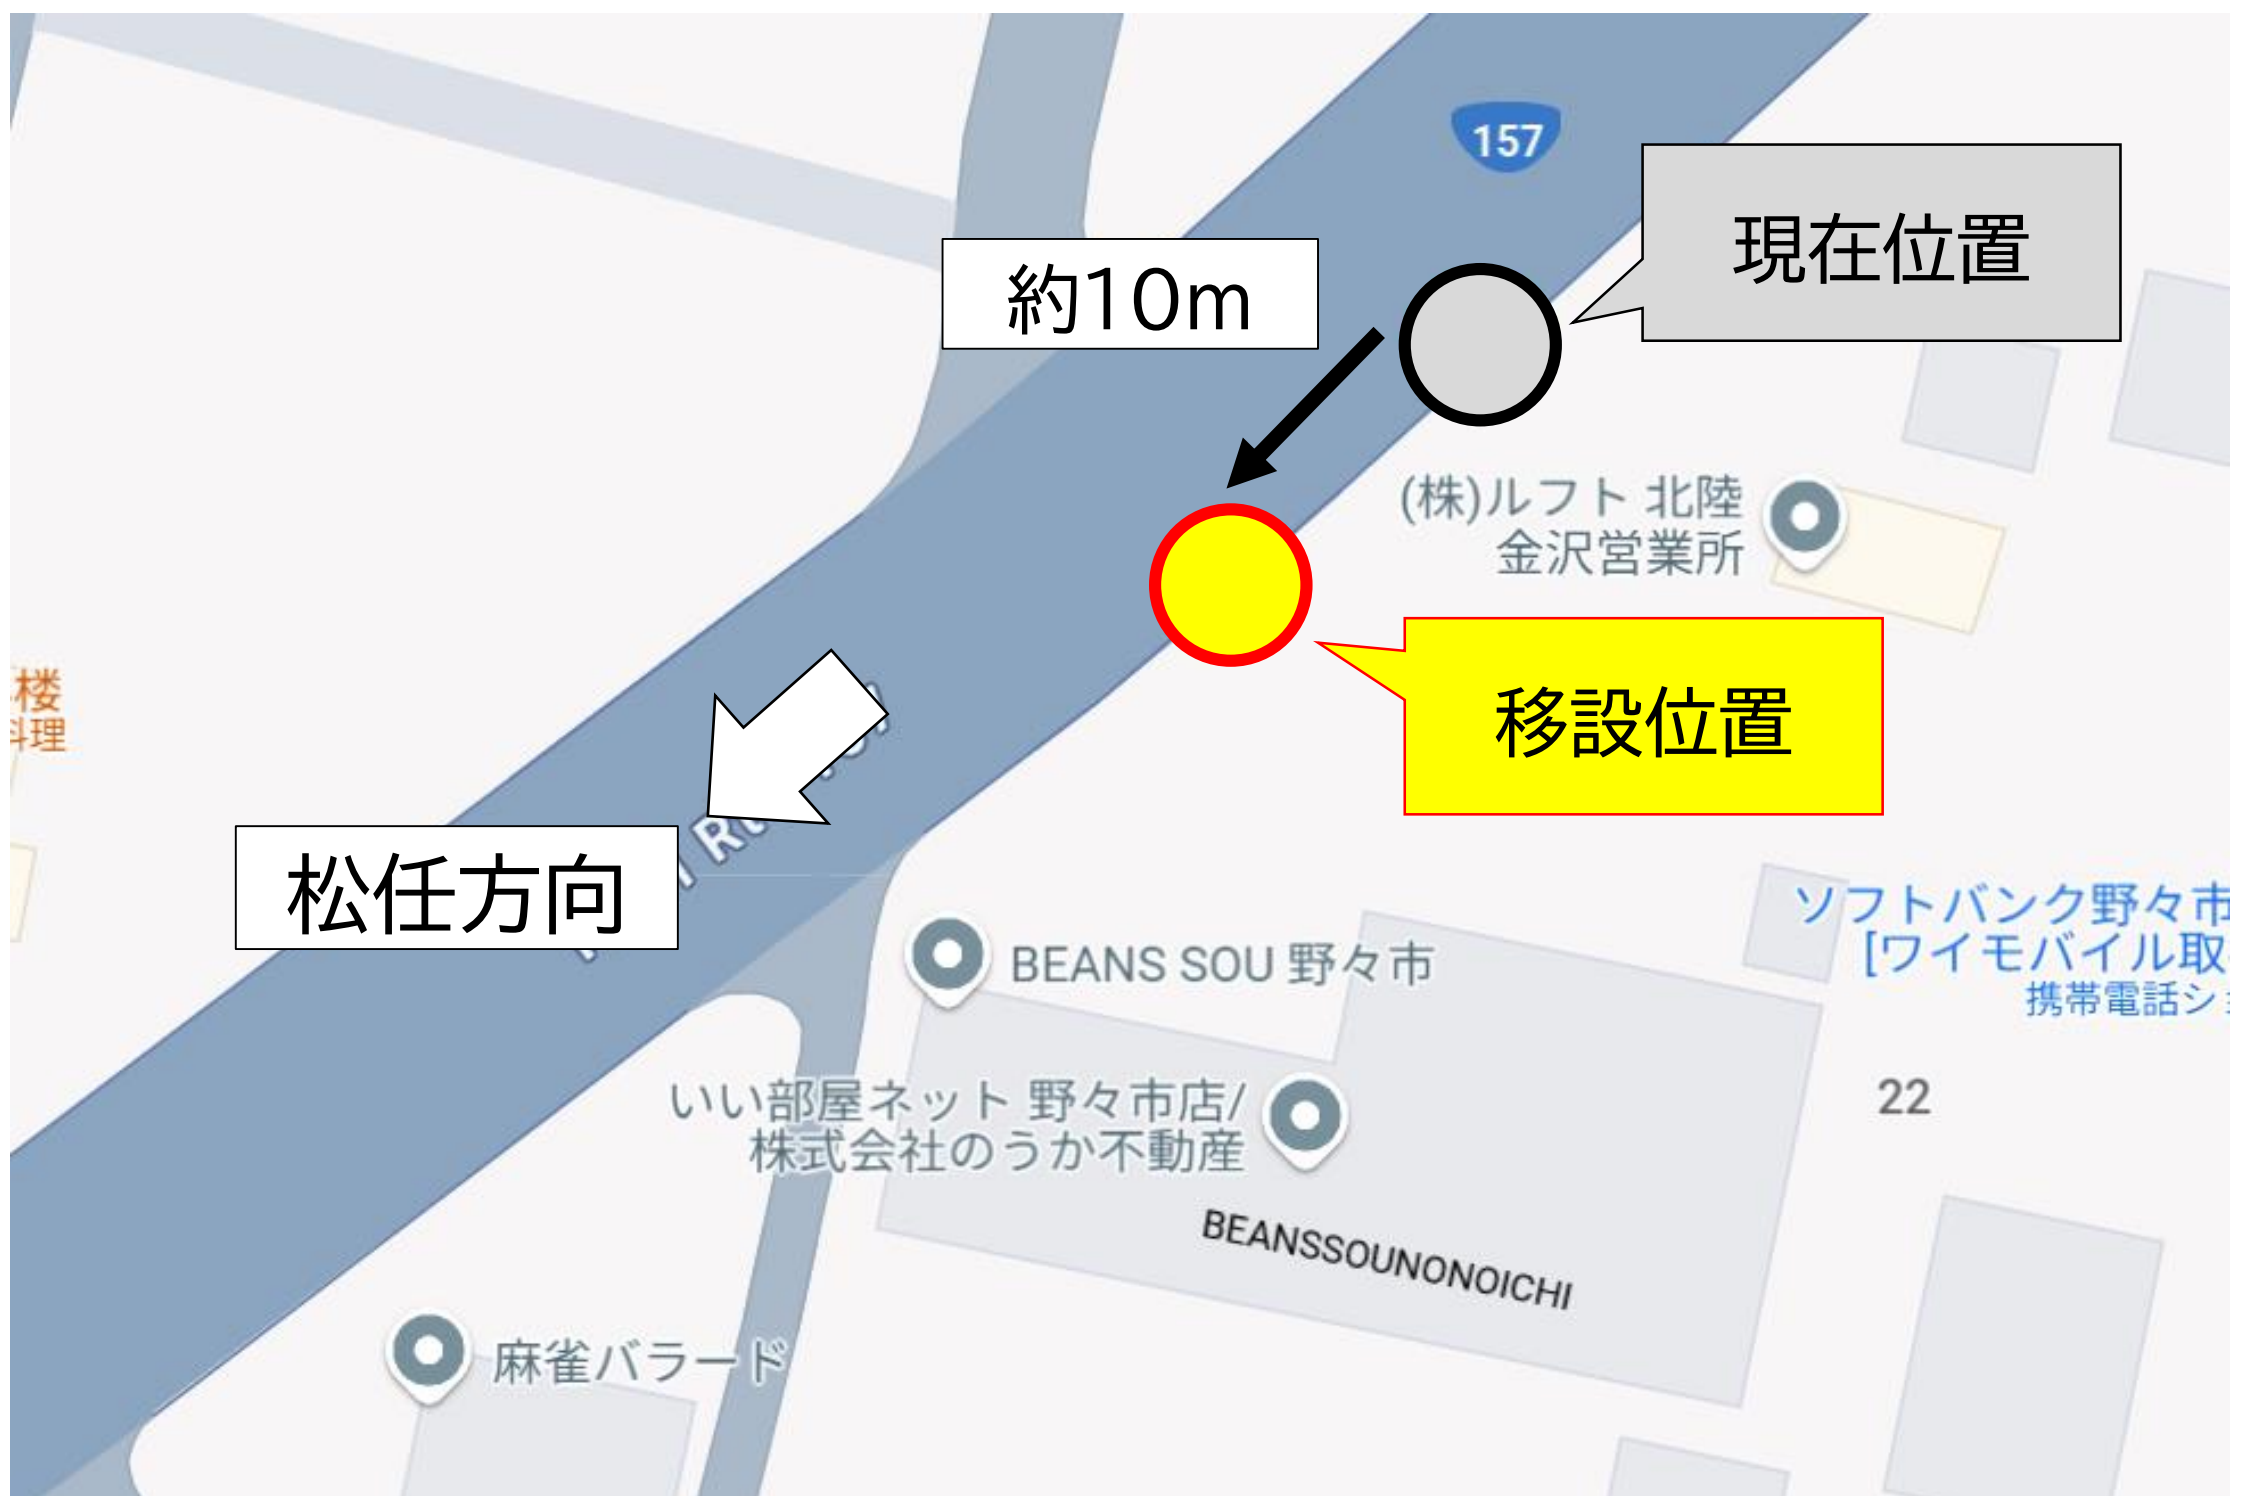 157
現在位置
約10m
(株)ルフト 北陸
金沢営業所
楼
料理
移設位置
松任方向
ソフトバンク野々市
[ワイモバイル取
携帯電話ショ
BEANS SOU 野々市
22
いい部屋ネット 野々市店/
株式会社のうか不動産
BEANSSOUNONOICHI
麻雀バラード